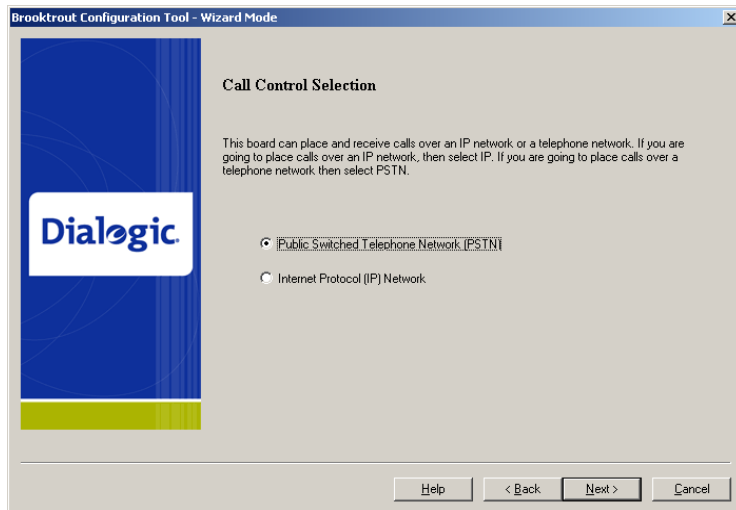 Brooktrout Configuration Tool - Wizard Mode
Call Control Selection
This board can place and receive calls over an IP network or a telephone network. If you are
going to place calls over an IP network, then select IP. If you are going to place calls over a
telephone network then select PSTN.
Dialogic.
Public Switched Telephone Network (PSTN)
Internet Protocol (IP) Network
Help
< Back
Next >
Cancel